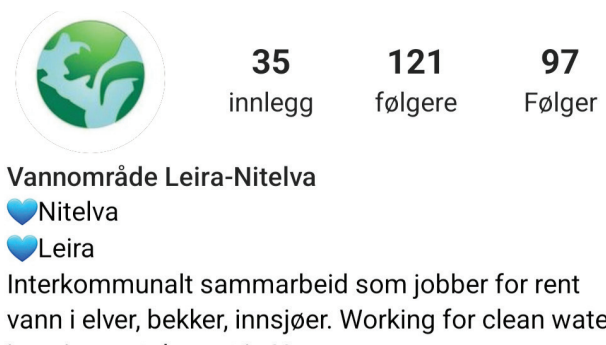 35 121 97
innlegg følgere Følger
Vannområde Leira-Nitelva
💙Nitelva
💙Leira
Interkommunalt sammarbeid som jobber for rent
vann i elver, bekker, innsjøer. Working for clean wate